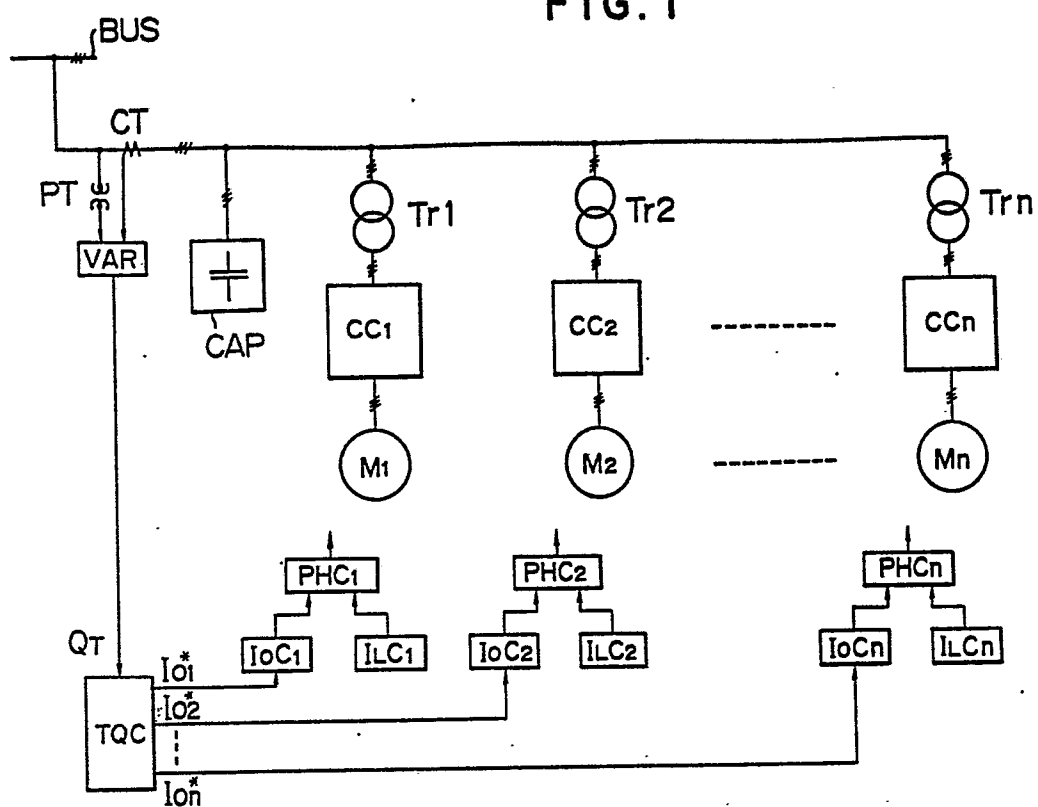 FIG. 1
BUS
CT
PT
VAR
CAP
Tr1
Tr2
Trn
CC1
CC2
CCn
M1
M2
Mn
PHC1
PHC2
PHCn
IoC1
ILC1
IoC2
ILC2
IoCn
ILCn
QT
TQC
Io1*
Io2*
Ion*